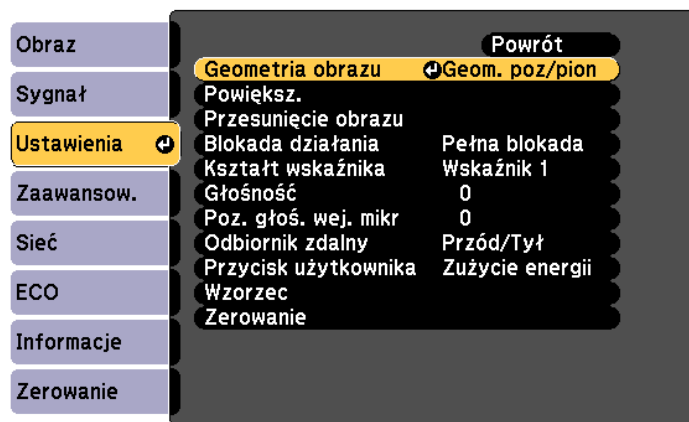 Obraz
Sygnał
Ustawienia
Zaawansow.
Sieć
ECO
Informacje
Zerowanie
Powrót
Geometria obrazu Geom. poz/pion
Powiększ.
Przesunięcie obrazu
Blokada działania Pełna blokada
Kształt wskaźnika Wskaźnik 1
Głośność 0
Poz. głoś. wej. mikr 0
Odbiornik zdalny Przód/Tył
Przycisk użytkownika Zużycie energii
Wzorzec
Zerowanie